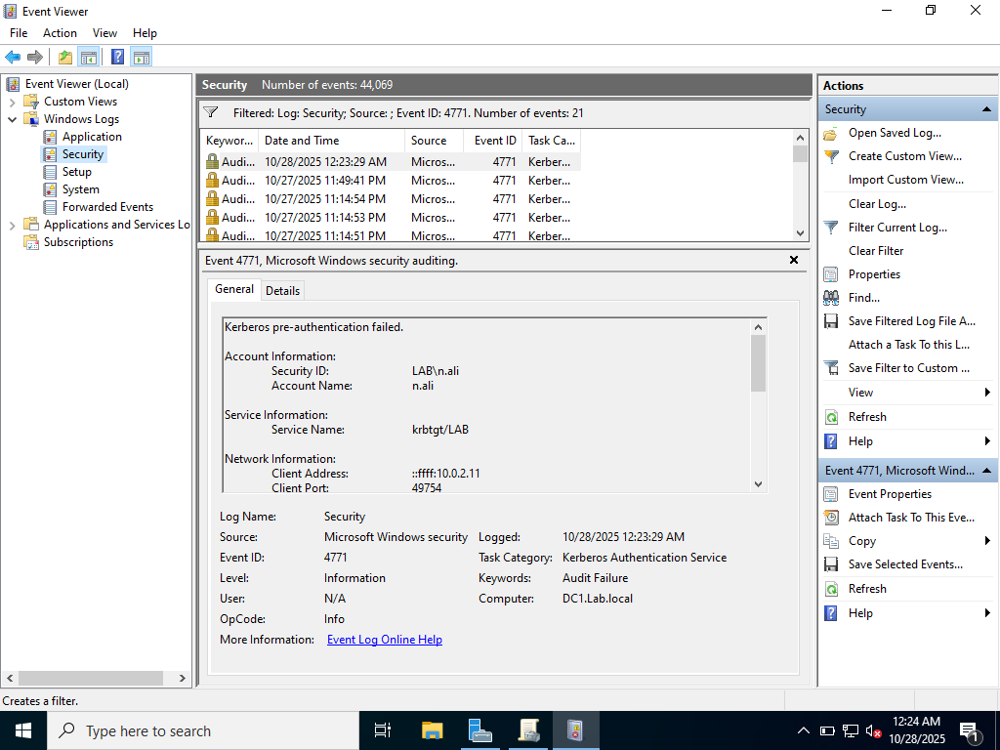 Event Viewer
File Action View Help
Event Viewer (Local)
Custom Views
Windows Logs
Application
Security
Setup
System
Forwarded Events
Applications and Services Lo
Subscriptions
Security Number of events: 44,069
Filtered: Log: Security; Source: ; Event ID: 4771. Number of events: 21
Keywor... Date and Time Source Event ID Task Ca...
Audi... 10/28/2025 12:23:29 AM Micros... 4771 Kerber...
Audi... 10/27/2025 11:49:41 PM Micros... 4771 Kerber...
Audi... 10/27/2025 11:14:54 PM Micros... 4771 Kerber...
Audi... 10/27/2025 11:14:53 PM Micros... 4771 Kerber...
Audi... 10/27/2025 11:14:51 PM Micros... 4771 Kerber...
Event 4771, Microsoft Windows security auditing.
General Details
Kerberos pre-authentication failed.
Account Information:
Security ID: LAB\n.ali
Account Name: n.ali
Service Information:
Service Name: krbtgt/LAB
Network Information:
Client Address: ::ffff:10.0.2.11
Client Port: 49754
Log Name: Security
Source: Microsoft Windows security Logged: 10/28/2025 12:23:29 AM
Event ID: 4771 Task Category: Kerberos Authentication Service
Level: Information Keywords: Audit Failure
User: N/A Computer: DC1.Lab.local
OpCode: Info
More Information: Event Log Online Help
Actions
Security
Open Saved Log...
Create Custom View...
Import Custom View...
Clear Log...
Filter Current Log...
Clear Filter
Properties
Find...
Save Filtered Log File A...
Attach a Task To this L...
Save Filter to Custom ...
View
Refresh
Help
Event 4771, Microsoft Wind...
Event Properties
Attach Task To This Eve...
Copy
Save Selected Events...
Refresh
Help
Creates a filter.
Type here to search
12:24 AM
10/28/2025
1